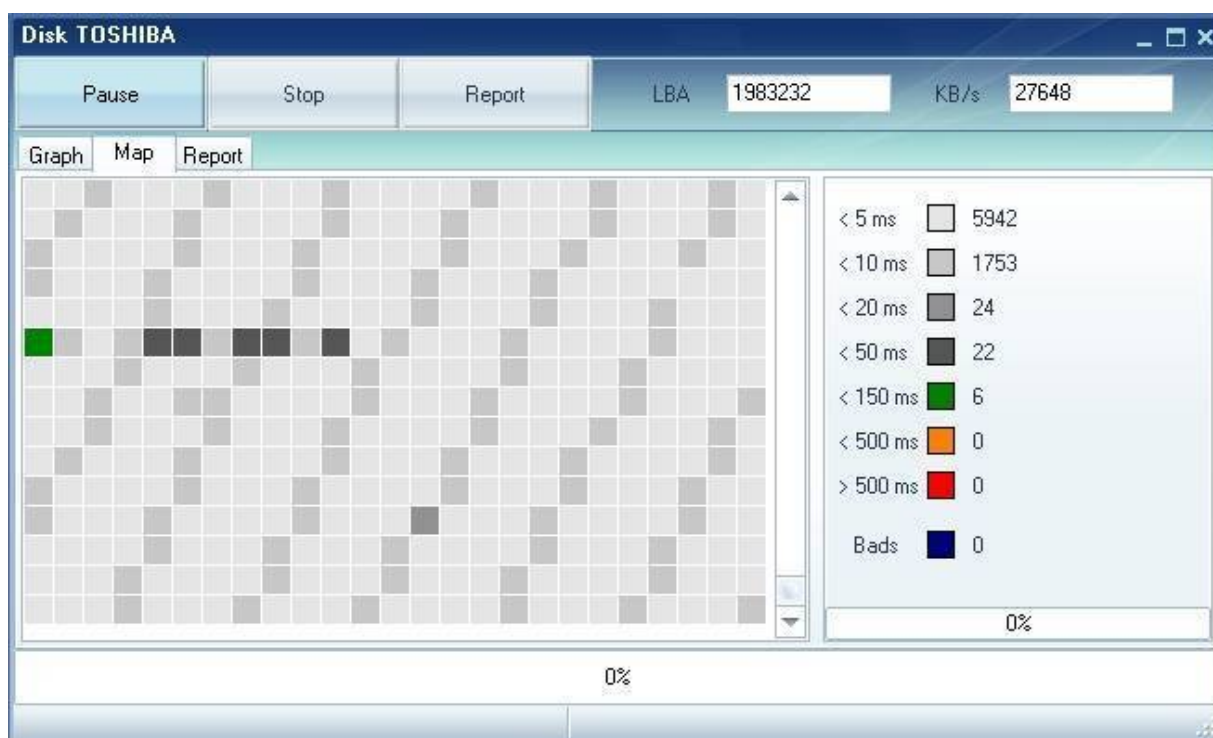 Disk TOSHIBA
Pause Stop Report LBA 1983232 KB/s 27648
Graph Map Report
< 5 ms 5942
< 10 ms 1753
< 20 ms 24
< 50 ms 22
< 150 ms 6
< 500 ms 0
> 500 ms 0
Bads 0
0%
0%